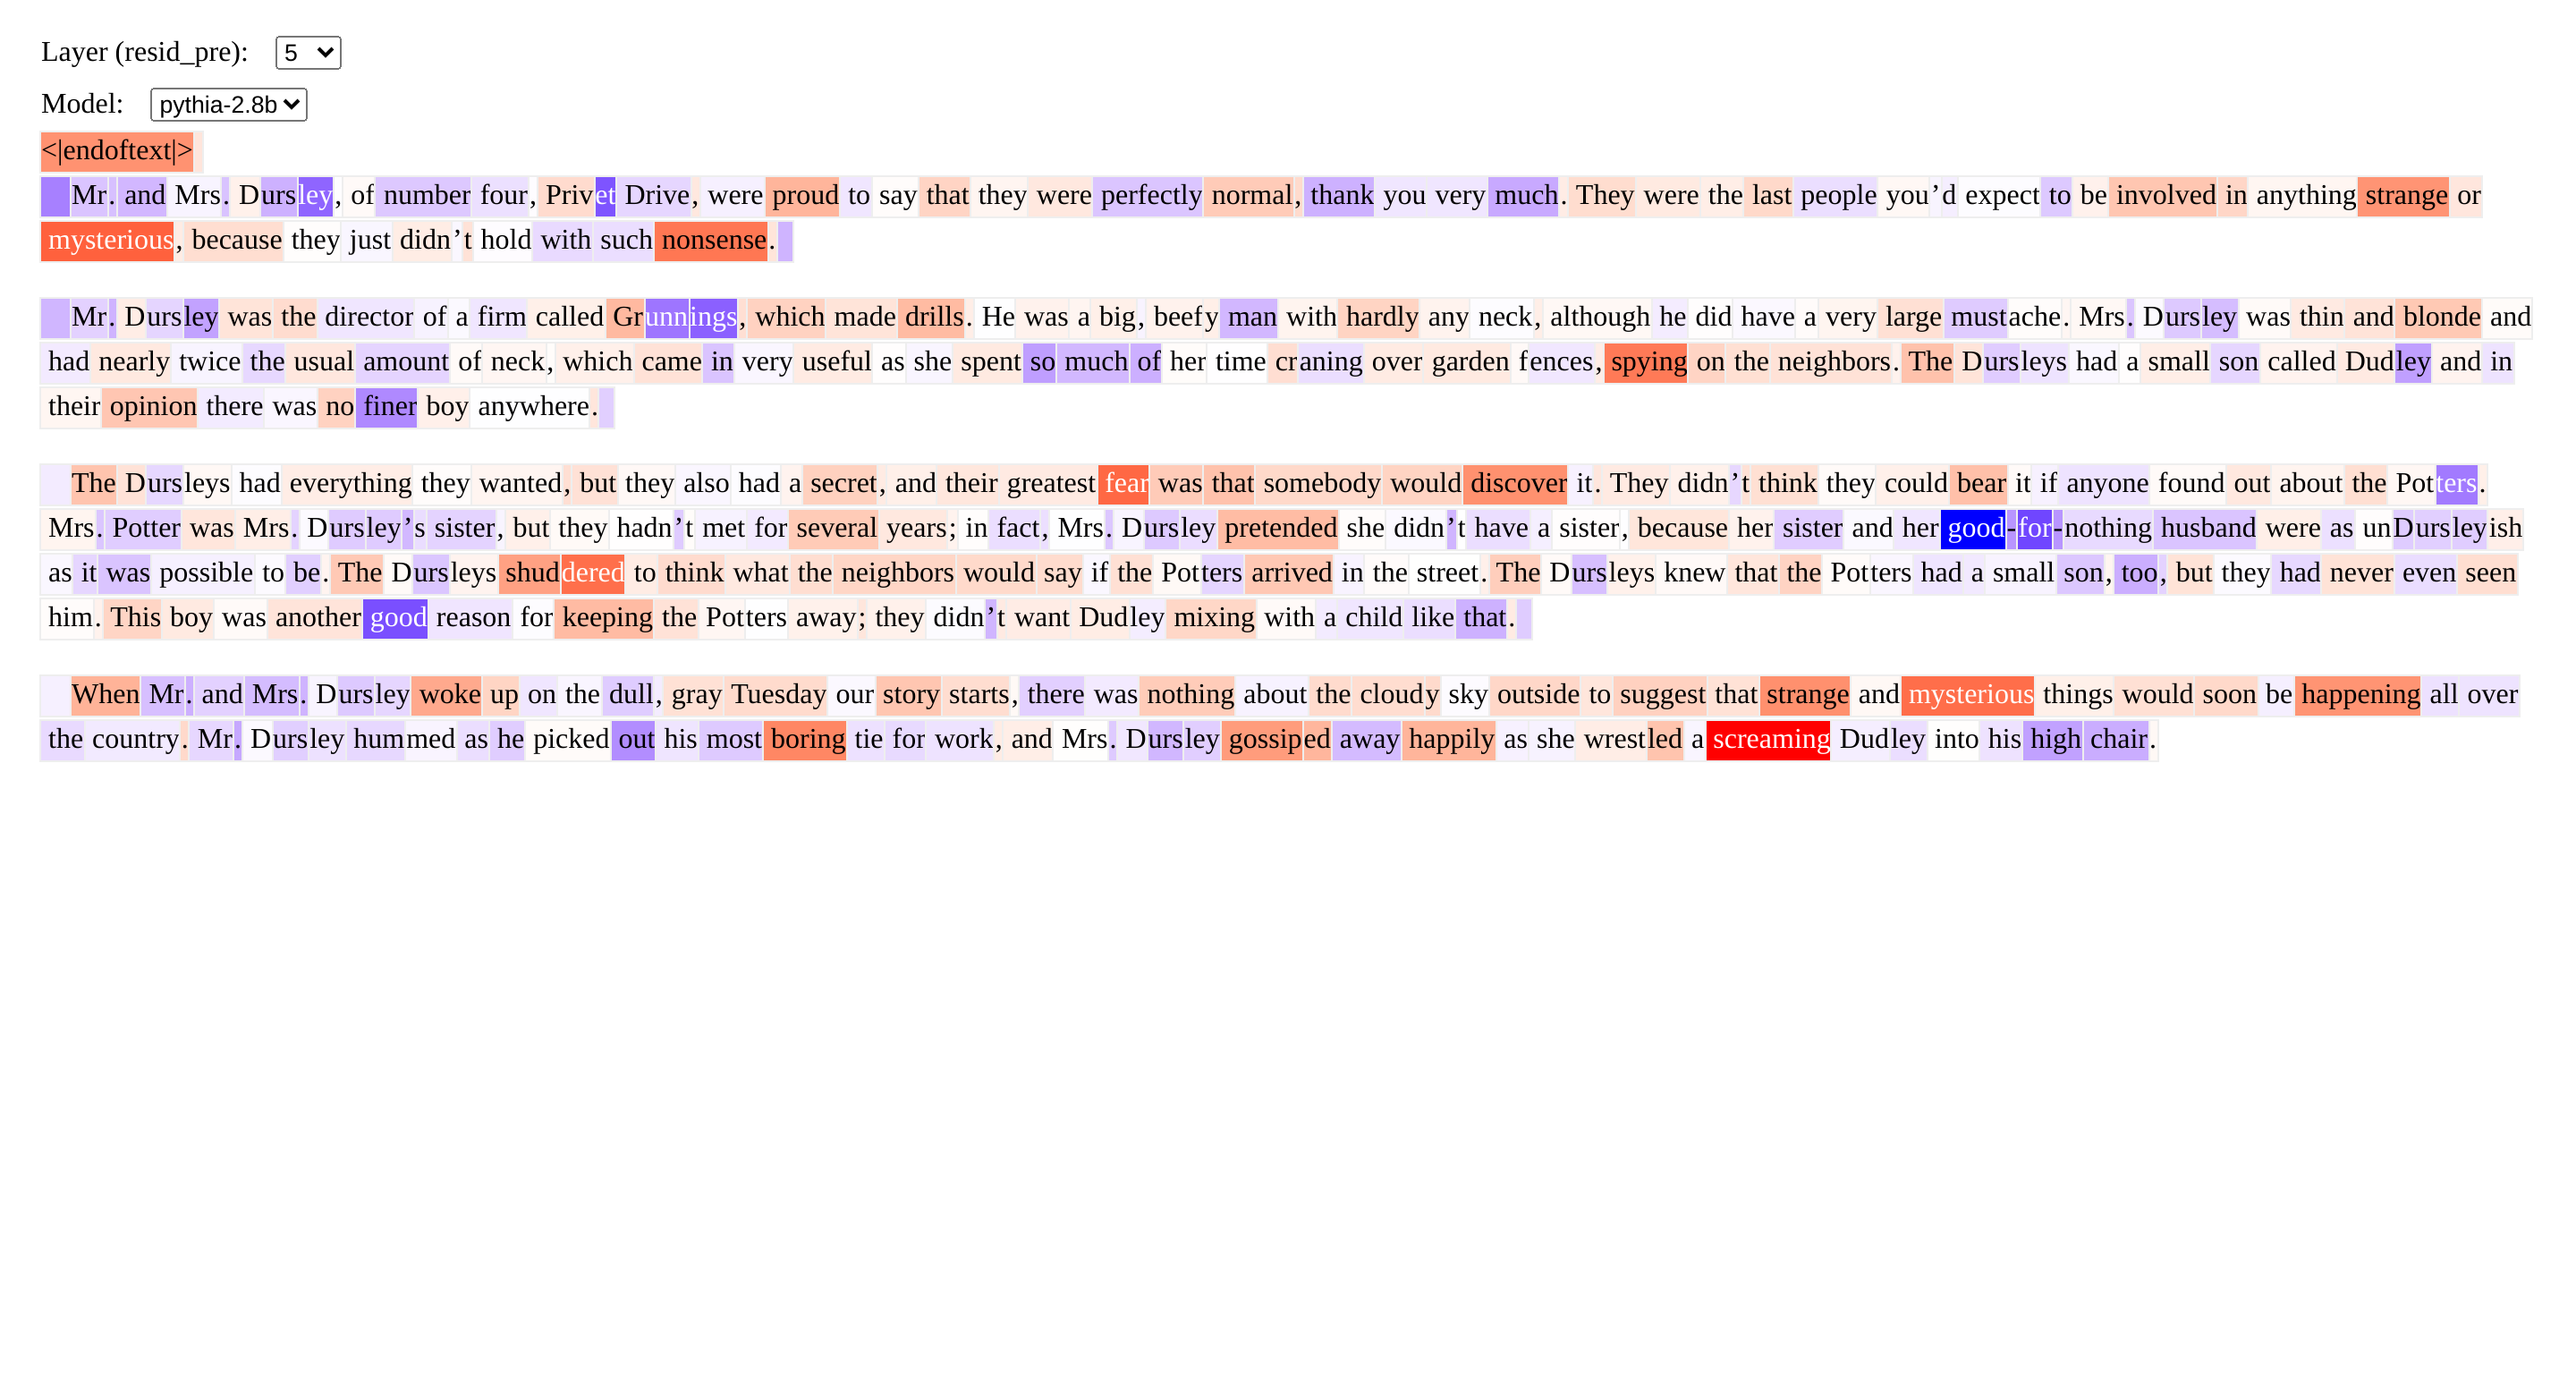 Layer (resid_pre): 5
Model: pythia-2.8b
<|endoftext|>
Mr. and Mrs. Dursley, of number four, Privet Drive, were proud to say that they were perfectly normal, thank you very much. They were the last people you’d expect to be involved in anything strange or
mysterious, because they just didn’t hold with such nonsense.
Mr. Dursley was the director of a firm called Grunnings, which made drills. He was a big, beefy man with hardly any neck, although he did have a very large mustache. Mrs. Dursley was thin and blonde and
had nearly twice the usual amount of neck, which came in very useful as she spent so much of her time craning over garden fences, spying on the neighbors. The Dursleys had a small son called Dudley and in
their opinion there was no finer boy anywhere.
The Dursleys had everything they wanted, but they also had a secret, and their greatest fear was that somebody would discover it. They didn’t think they could bear it if anyone found out about the Potters.
Mrs. Potter was Mrs. Dursley’s sister, but they hadn’t met for several years; in fact, Mrs. Dursley pretended she didn’t have a sister, because her sister and her good-for-nothing husband were as unDursleyish
as it was possible to be. The Dursleys shuddered to think what the neighbors would say if the Potters arrived in the street. The Dursleys knew that the Potters had a small son, too, but they had never even seen
him. This boy was another good reason for keeping the Potters away; they didn’t want Dudley mixing with a child like that.
When Mr. and Mrs. Dursley woke up on the dull, gray Tuesday our story starts, there was nothing about the cloudy sky outside to suggest that strange and mysterious things would soon be happening all over
the country. Mr. Dursley hummed as he picked out his most boring tie for work, and Mrs. Dursley gossiped away happily as she wrestled a screaming Dudley into his high chair.